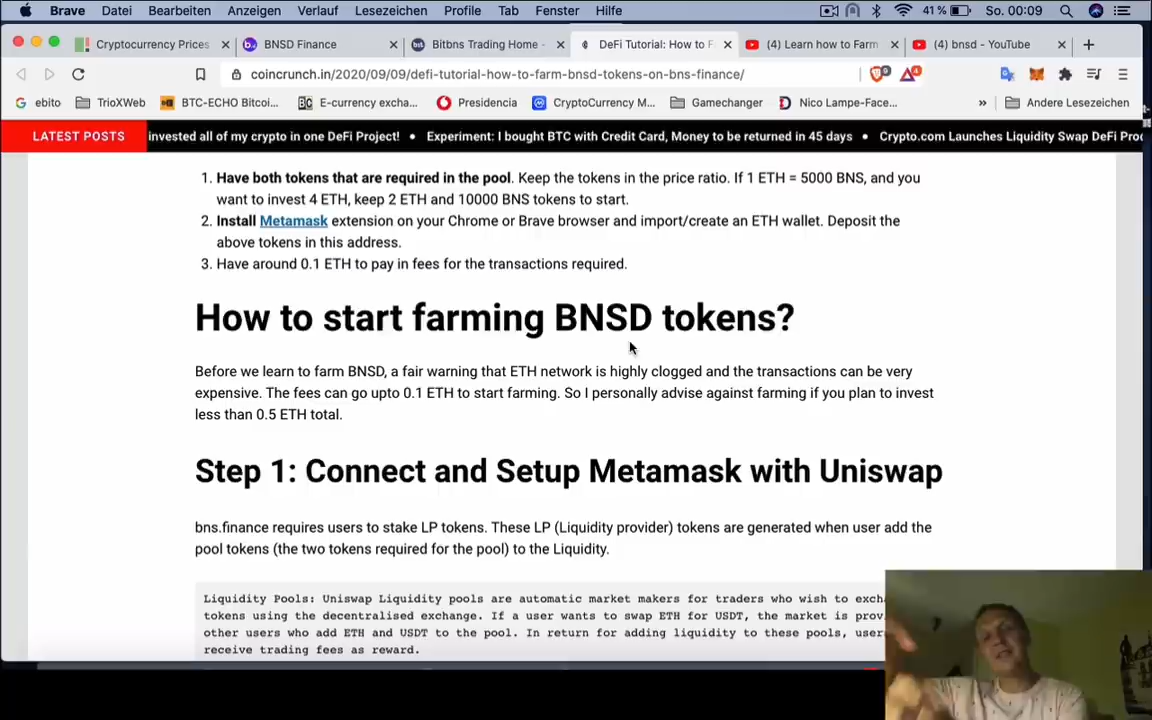 Brave Datei Bearbeiten Anzeigen Verlauf Lesezeichen Profile Tab Fenster Hilfe 41 % So. 00:09
Cryptocurrency Prices BNSD Finance Bitbns Trading Home - DeFi Tutorial: How to F (4) Learn how to Farm (4) bnsd - YouTube
coincrunch.in/2020/09/09/defi-tutorial-how-to-farm-bnsd-tokens-on-bns-finance/
ebito TrioXWeb BTC-ECHO Bitcoi... E-currency excha... Presidencia CryptoCurrency M... Gamechanger Nico Lampe-Face... » Andere Lesezeichen
LATEST POSTS invested all of my crypto in one DeFi Project! • Experiment: I bought BTC with Credit Card, Money to be returned in 45 days • Crypto.com Launches Liquidity Swap DeFi Pro
1. Have both tokens that are required in the pool. Keep the tokens in the price ratio. If 1 ETH = 5000 BNS, and you
want to invest 4 ETH, keep 2 ETH and 10000 BNS tokens to start.
2. Install Metamask extension on your Chrome or Brave browser and import/create an ETH wallet. Deposit the
above tokens in this address.
3. Have around 0.1 ETH to pay in fees for the transactions required.
How to start farming BNSD tokens?
Before we learn to farm BNSD, a fair warning that ETH network is highly clogged and the transactions can be very
expensive. The fees can go upto 0.1 ETH to start farming. So I personally advise against farming if you plan to invest
less than 0.5 ETH total.
Step 1: Connect and Setup Metamask with Uniswap
bns.finance requires users to stake LP tokens. These LP (Liquidity provider) tokens are generated when user add the
pool tokens (the two tokens required for the pool) to the Liquidity.
Liquidity Pools: Uniswap Liquidity pools are automatic market makers for traders who wish to exch
tokens using the decentralised exchange. If a user wants to swap ETH for USDT, the market is prov
other users who add ETH and USDT to the pool. In return for adding liquidity to these pools, user
receive trading fees as reward.